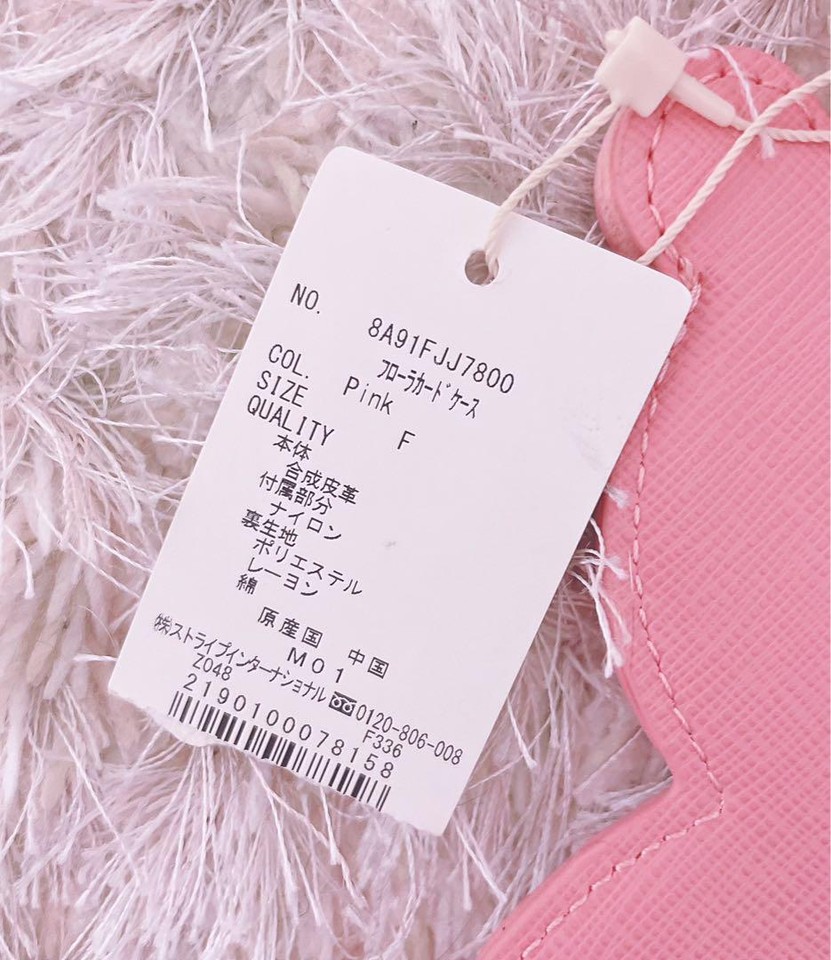 NO. 8A91FJJ7800
ﾌﾛｰﾗｶｰﾄﾞｹｰｽ
COL. Pink
SIZE F
QUALITY
本体
合成皮革
付属部分
ナイロン
裏生地
ポリエステル
レーヨン
綿
原産国 中国
M01
㈱ストライプインターナショナル 0120-806-008
Z048 F336
2190100078158